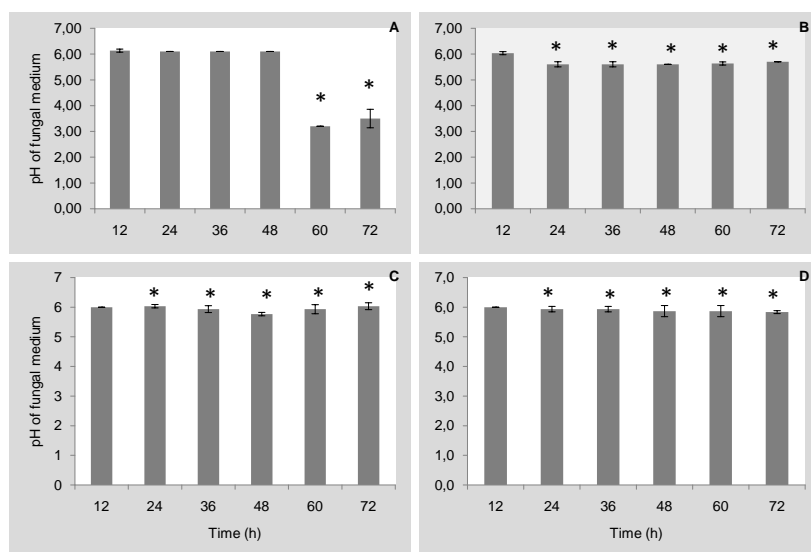 A
pH of fungal medium
7,00
6,00
5,00
4,00
3,00
2,00
1,00
0,00
* *
12 24 36 48 60 72
B
7,00
6,00
5,00
4,00
3,00
2,00
1,00
0,00
* * * * *
12 24 36 48 60 72
C
pH of fungal medium
7
6
5
4
3
2
1
0
* * * * *
12 24 36 48 60 72
Time (h)
D
7,0
6,0
5,0
4,0
3,0
2,0
1,0
0,0
* * * * *
12 24 36 48 60 72
Time (h)